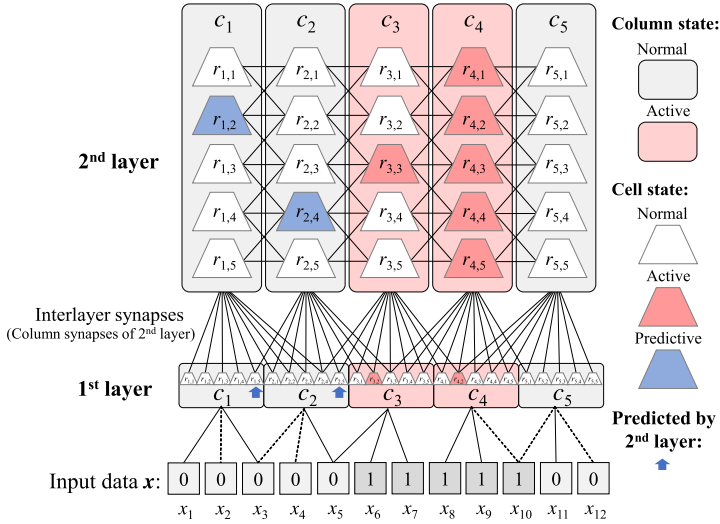 c1 c2 c3 c4 c5
r1,1 r2,1 r3,1 r4,1 r5,1
r1,2 r2,2 r3,2 r4,2 r5,2
r1,3 r2,3 r3,3 r4,3 r5,3
r1,4 r2,4 r3,4 r4,4 r5,4
r1,5 r2,5 r3,5 r4,5 r5,5
2nd layer
Interlayer synapses
(Column synapses of 2nd layer)
1st layer
c1 c2 c3 c4 c5
Input data x: 0 0 0 0 0 1 1 1 1 1 0 0
x1 x2 x3 x4 x5 x6 x7 x8 x9 x10 x11 x12
Column state:
Normal
Active
Cell state:
Normal
Active
Predictive
Predicted by
2nd layer: